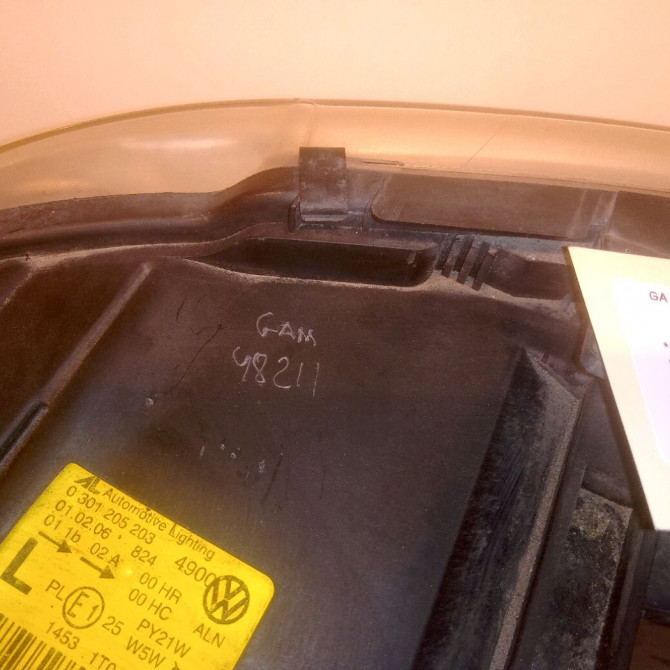 GAM
48211
GA
AL Automotive Lighting
0 301 205 203
01.02.06 824 4900
01 1b 02 A 00 HR
00 HC ALN
L PL E1 25 PY21W
W5W
1453 1T0